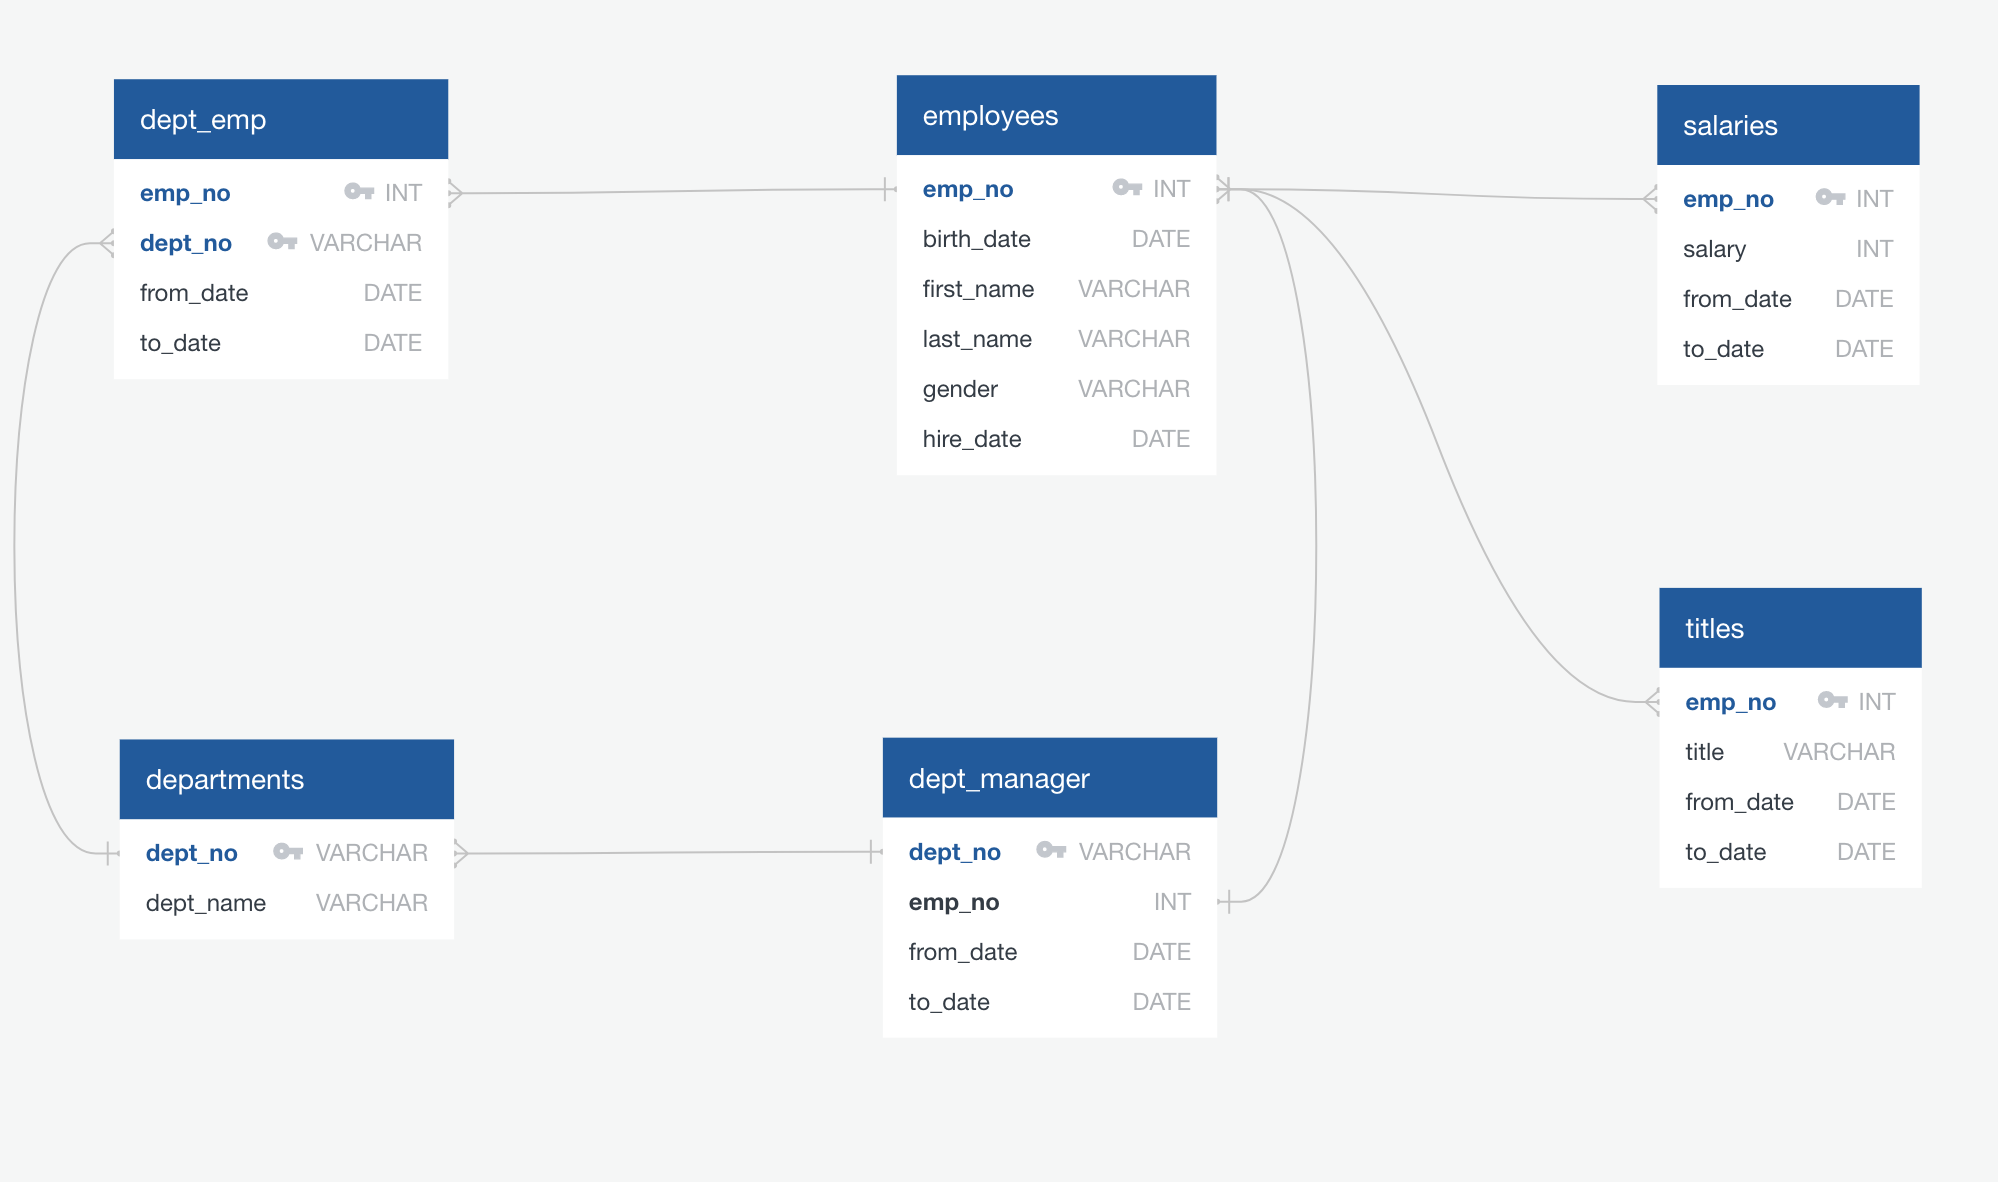 dept_emp
emp_no INT
dept_no VARCHAR
from_date DATE
to_date DATE
employees
emp_no INT
birth_date DATE
first_name VARCHAR
last_name VARCHAR
gender VARCHAR
hire_date DATE
salaries
emp_no INT
salary INT
from_date DATE
to_date DATE
departments
dept_no VARCHAR
dept_name VARCHAR
dept_manager
dept_no VARCHAR
emp_no INT
from_date DATE
to_date DATE
titles
emp_no INT
title VARCHAR
from_date DATE
to_date DATE